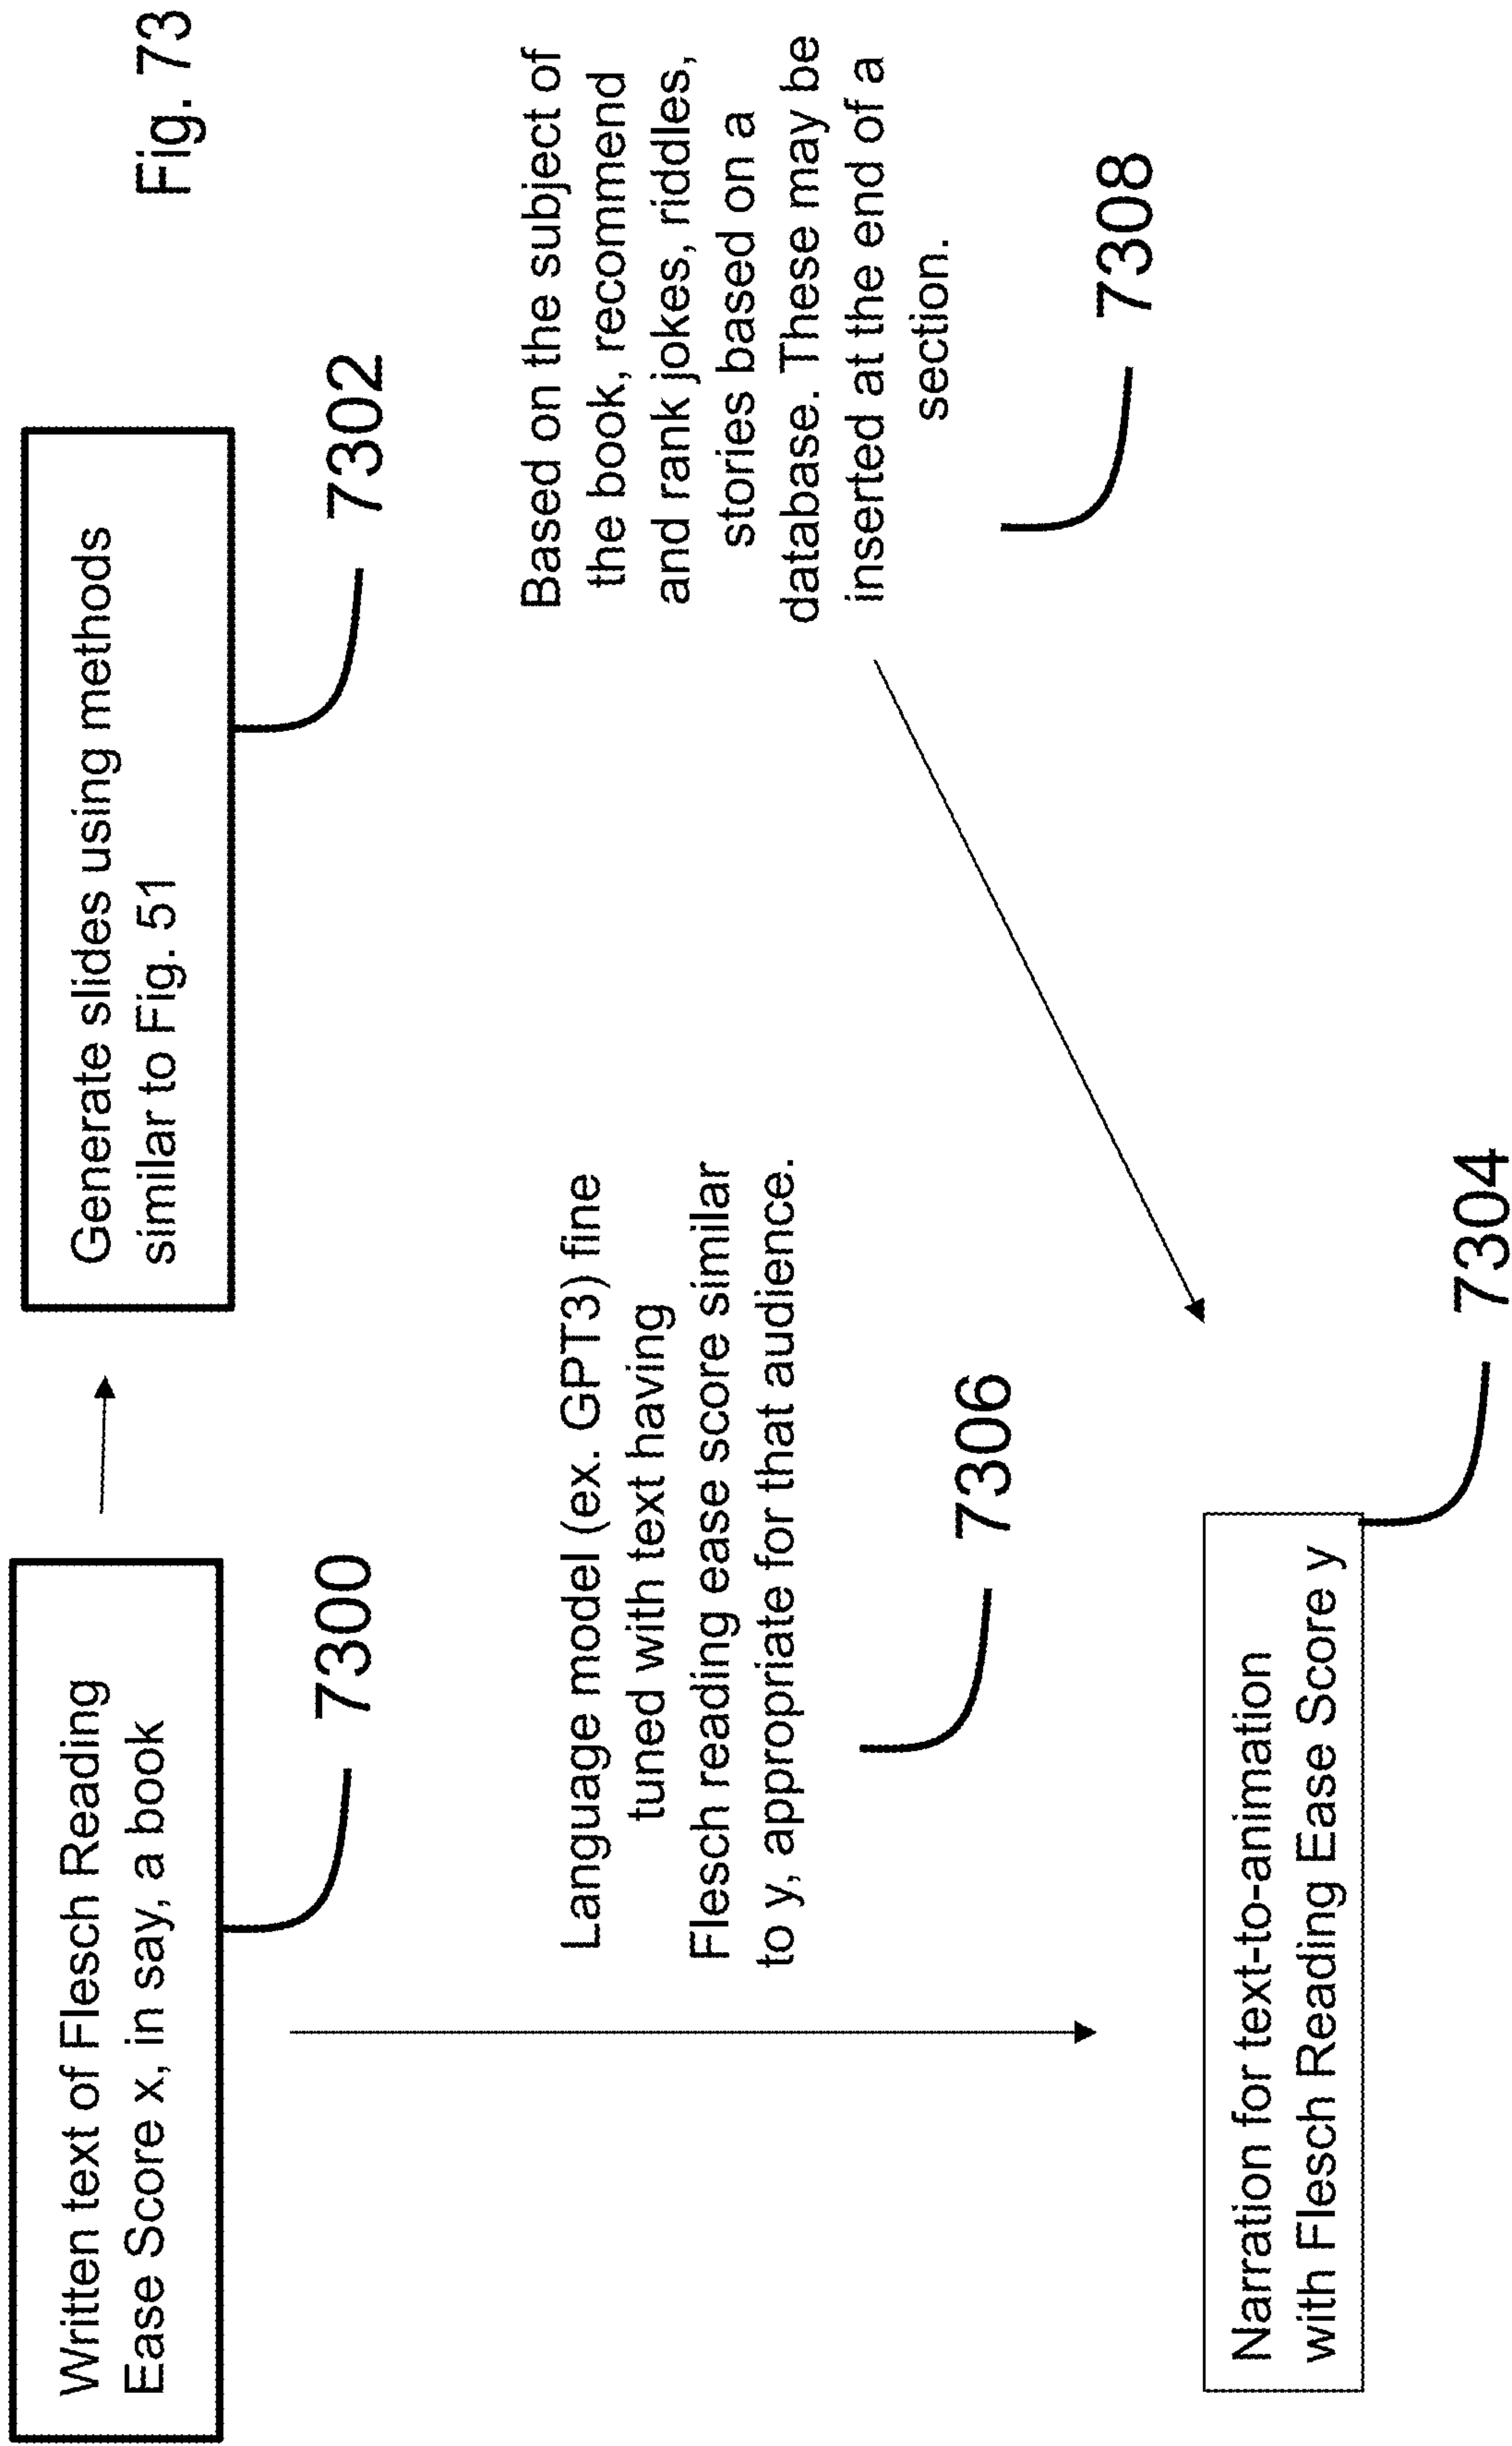 Fig. 73
Written text of Flesch Reading
Ease Score x, in say, a book
7300
Generate slides using methods
similar to Fig. 51
7302
Language model (ex. GPT3) fine
tuned with text having
Flesch reading ease score similar
to y, appropriate for that audience.
7306
Based on the subject of
the book, recommend
and rank jokes, riddles,
stories based on a
database. These may be
inserted at the end of a
section.
7308
Narration for text-to-animation
with Flesch Reading Ease Score y
7304